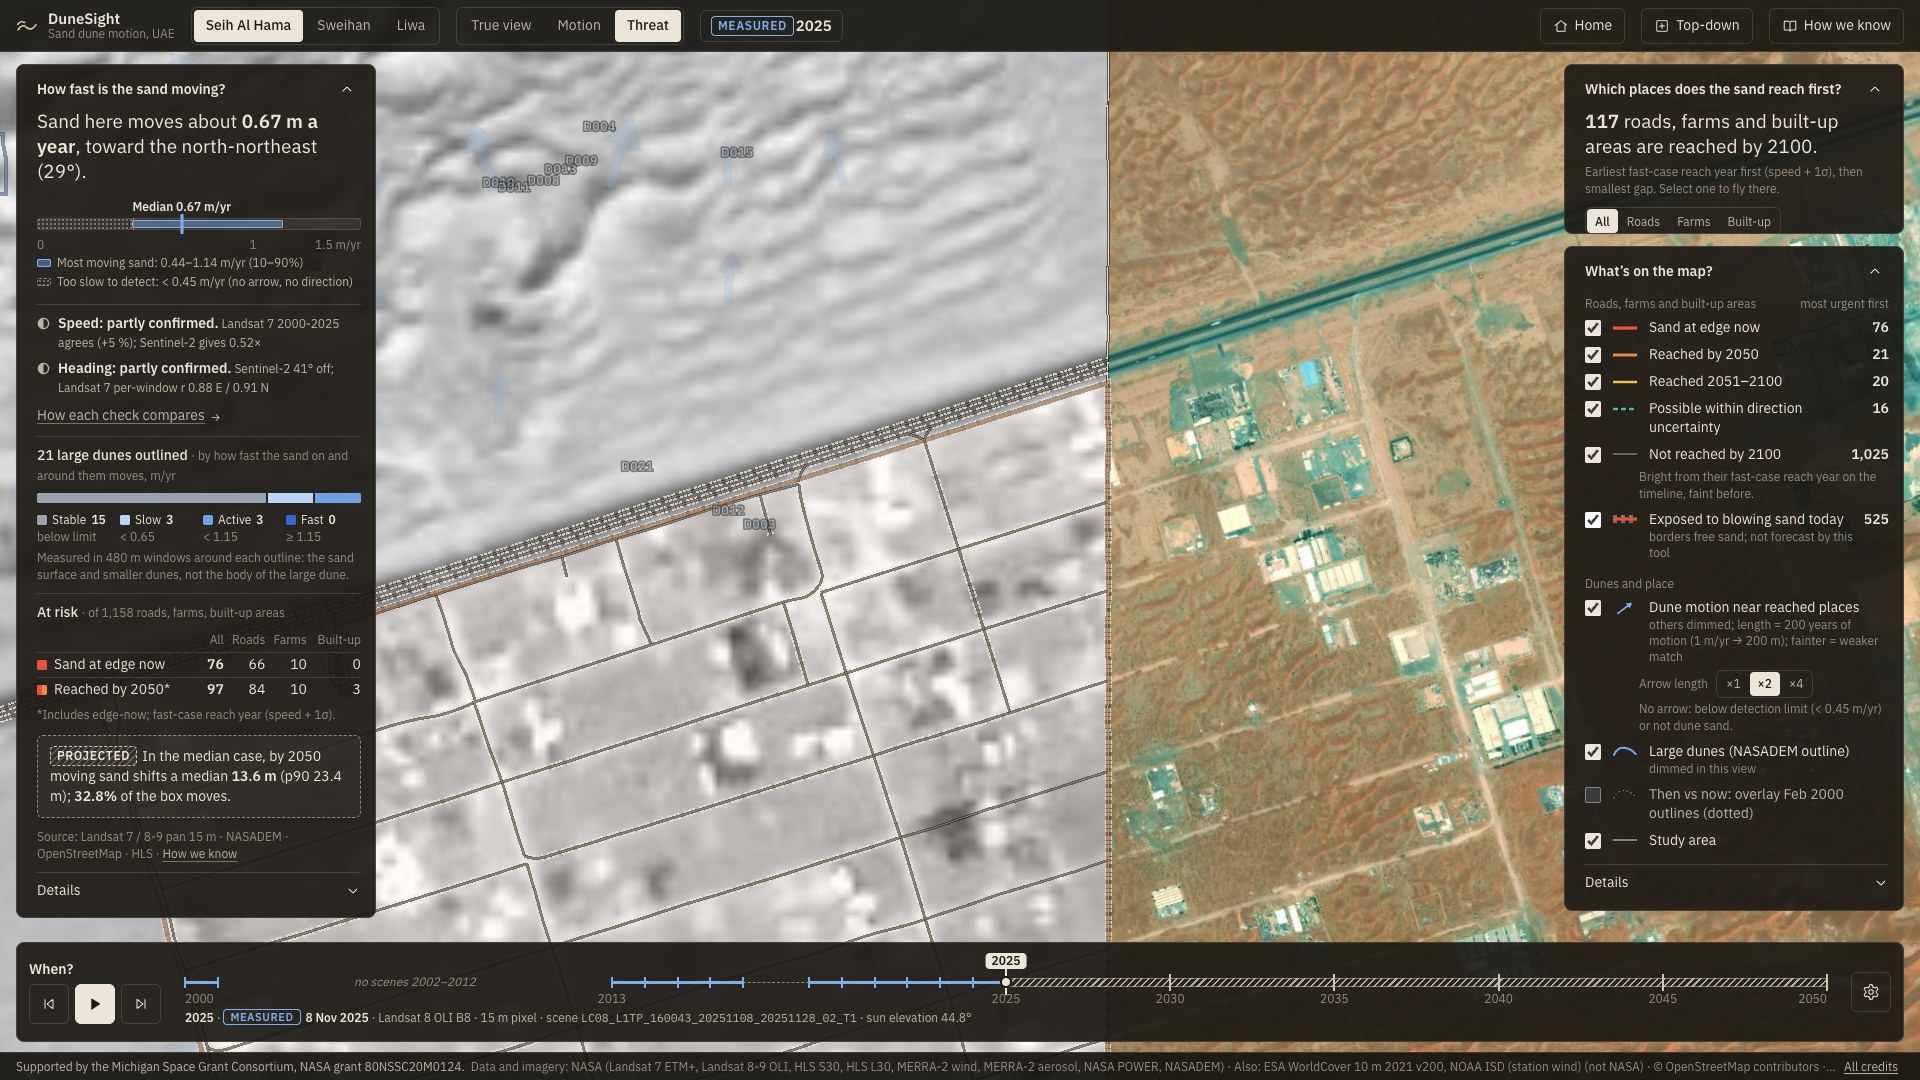 DuneSight
Sand dune motion, UAE
Seih Al Hama
Sweihan
Liwa
True view
Motion
Threat
MEASURED 2025
Home
Top-down
How we know
How fast is the sand moving?
Sand here moves about 0.67 m a
year, toward the north-northeast
(29°).
Median 0.67 m/yr
0 1 1.5 m/yr
Most moving sand: 0.44–1.14 m/yr (10–90%)
Too slow to detect: < 0.45 m/yr (no arrow, no direction)
Speed: partly confirmed. Landsat 7 2000-2025
agrees (+5 %); Sentinel-2 gives 0.52×
Heading: partly confirmed. Sentinel-2 41° off;
Landsat 7 per-window r 0.88 E / 0.91 N
How each check compares →
21 large dunes outlined · by how fast the sand on and
around them moves, m/yr
Stable 15 Slow 3 Active 3 Fast 0
below limit < 0.65 < 1.15 ≥ 1.15
Measured in 480 m windows around each outline: the sand
surface and smaller dunes, not the body of the large dune.
At risk · of 1,158 roads, farms, built-up areas
All Roads Farms Built-up
Sand at edge now 76 66 10 0
Reached by 2050* 97 84 10 3
*Includes edge-now; fast-case reach year (speed + 1σ).
PROJECTED In the median case, by 2050
moving sand shifts a median 13.6 m (p90 23.4
m); 32.8% of the box moves.
Source: Landsat 7 / 8-9 pan 15 m · NASADEM ·
OpenStreetMap · HLS · How we know
Details
D004
D009
D013
D008
D011
D015
D021
D012
D003
Which places does the sand reach first?
117 roads, farms and built-up
areas are reached by 2100.
Earliest fast-case reach year first (speed + 1σ), then
smallest gap. Select one to fly there.
All Roads Farms Built-up
What's on the map?
Roads, farms and built-up areas most urgent first
Sand at edge now 76
Reached by 2050 21
Reached 2051–2100 20
Possible within direction 16
uncertainty
Not reached by 2100 1,025
Bright from their fast-case reach year on the
timeline, faint before.
Exposed to blowing sand today 525
borders free sand; not forecast by this
tool
Dunes and place
Dune motion near reached places
others dimmed; length = 200 years of
motion (1 m/yr → 200 m); fainter = weaker
match
Arrow length ×1 ×2 ×4
No arrow: below detection limit (< 0.45 m/yr)
or not dune sand.
Large dunes (NASADEM outline)
dimmed in this view
Then vs now: overlay Feb 2000
outlines (dotted)
Study area
Details
When?
2025
no scenes 2002–2012
2000 2013 2025 2030 2035 2040 2045 2050
2025 · MEASURED 8 Nov 2025 · Landsat 8 OLI B8 · 15 m pixel · scene LC08_L1TP_160043_20251108_20251128_02_T1 · sun elevation 44.8°
Supported by the Michigan Space Grant Consortium, NASA grant 80NSSC20M0124. Data and imagery: NASA (Landsat 7 ETM+, Landsat 8-9 OLI, HLS S30, HLS L30, MERRA-2 wind, MERRA-2 aerosol, NASA POWER, NASADEM) · Also: ESA WorldCover 10 m 2021 v200, NOAA ISD (station wind) (not NASA) · © OpenStreetMap contributors ·... All credits